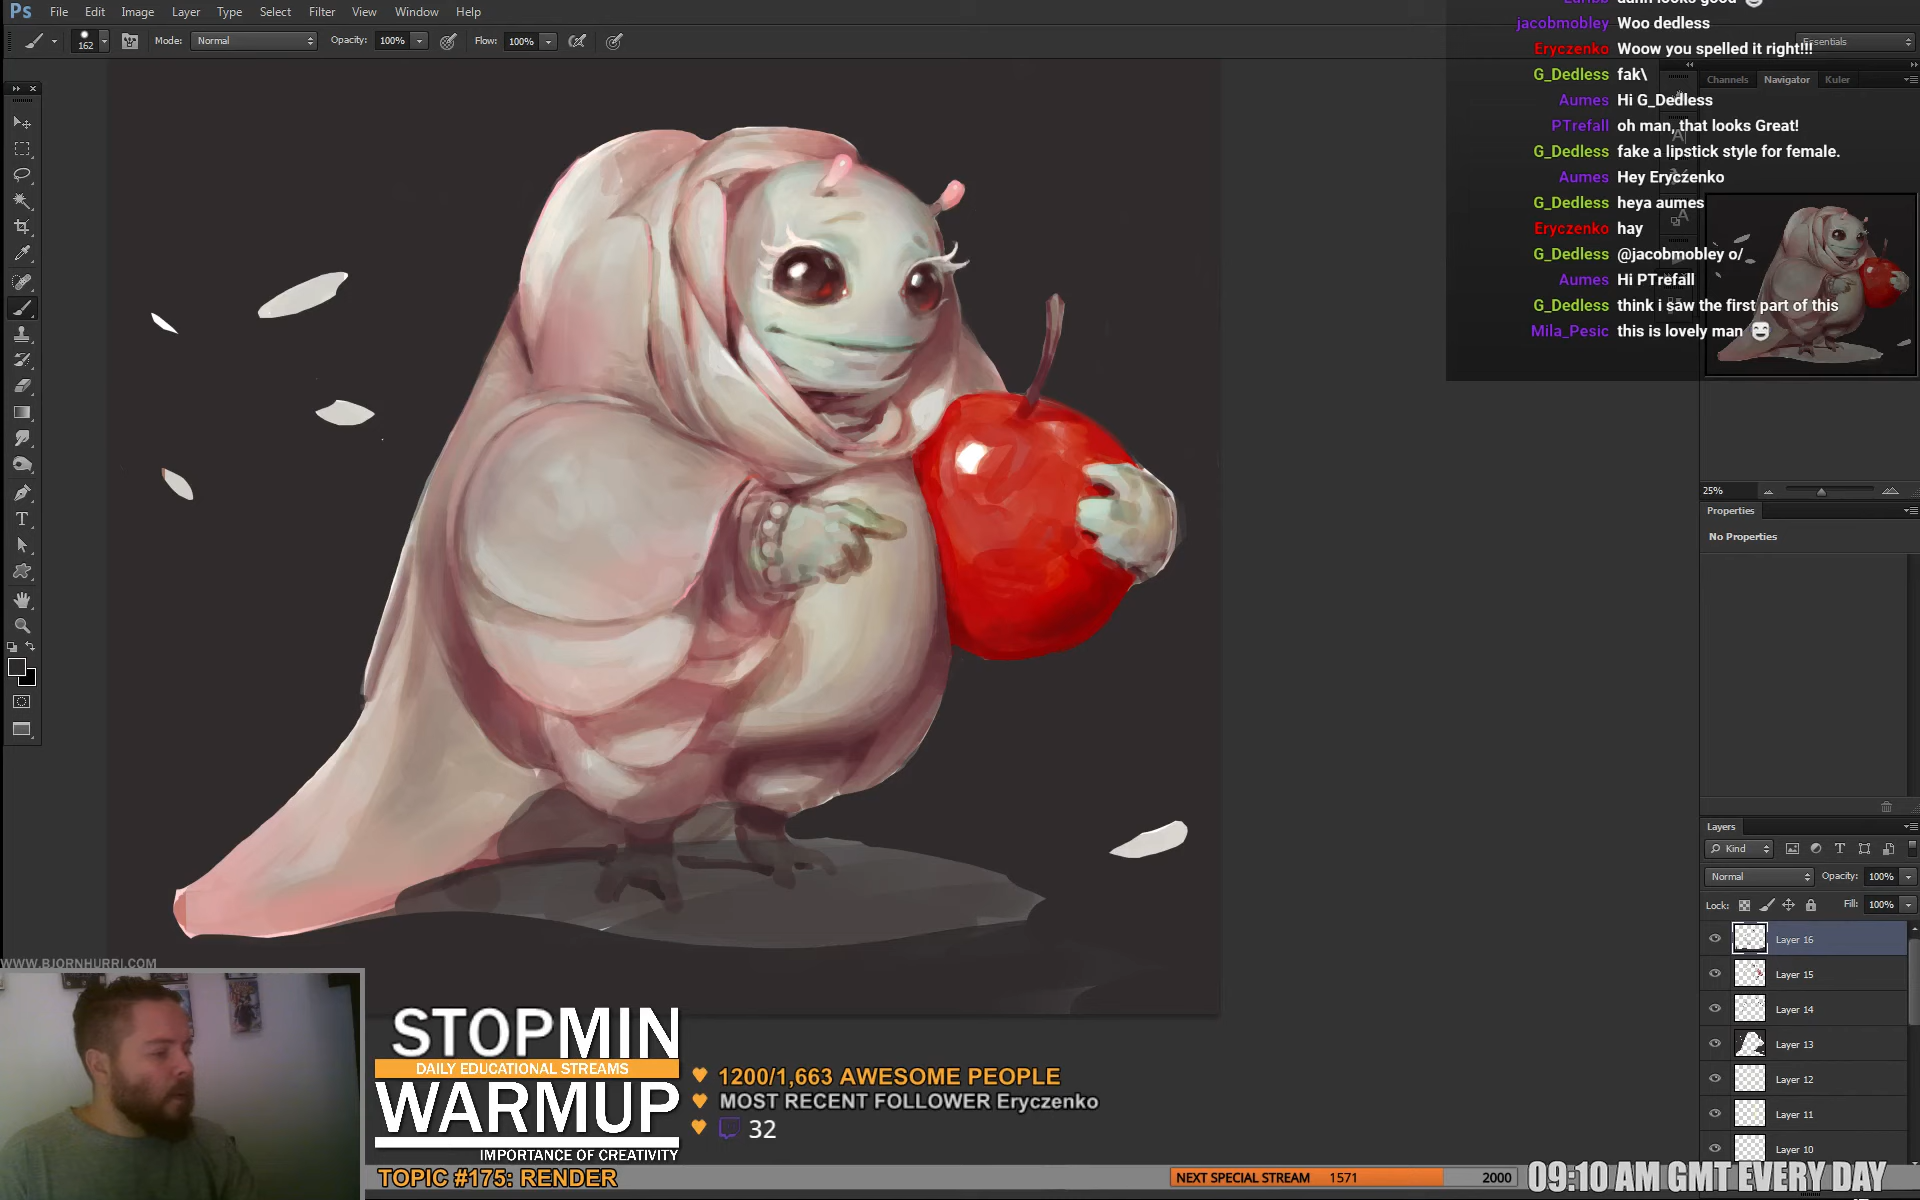 Ps File Edit Image Layer Type Select Filter View Window Help
162 Mode: Normal Opacity: 100% Flow: 100%
Essentials
looks good
jacobmobley Woo dedless
Eryczenko Woow you spelled it right!!!
G_Dedless fak\
Aumes Hi G_Dedless
PTrefall oh man, that looks Great!
G_Dedless fake a lipstick style for female.
Aumes Hey Eryczenko
G_Dedless heya aumes
Eryczenko hay
G_Dedless @jacobmobley o/
Aumes Hi PTrefall
G_Dedless think i saw the first part of this
Mila_Pesic this is lovely man
Channels Navigator Kuler
25%
Properties
No Properties
Layers
Kind
Normal Opacity: 100%
Lock: Fill: 100%
Layer 16
Layer 15
Layer 14
Layer 13
Layer 12
Layer 11
Layer 10
WWW.BJORNHURRI.COM
STOPMIN
DAILY EDUCATIONAL STREAMS
WARMUP
IMPORTANCE OF CREATIVITY
TOPIC #175: RENDER
1200/1,663 AWESOME PEOPLE
MOST RECENT FOLLOWER Eryczenko
32
NEXT SPECIAL STREAM 1571 2000
09:10 AM GMT EVERY DAY